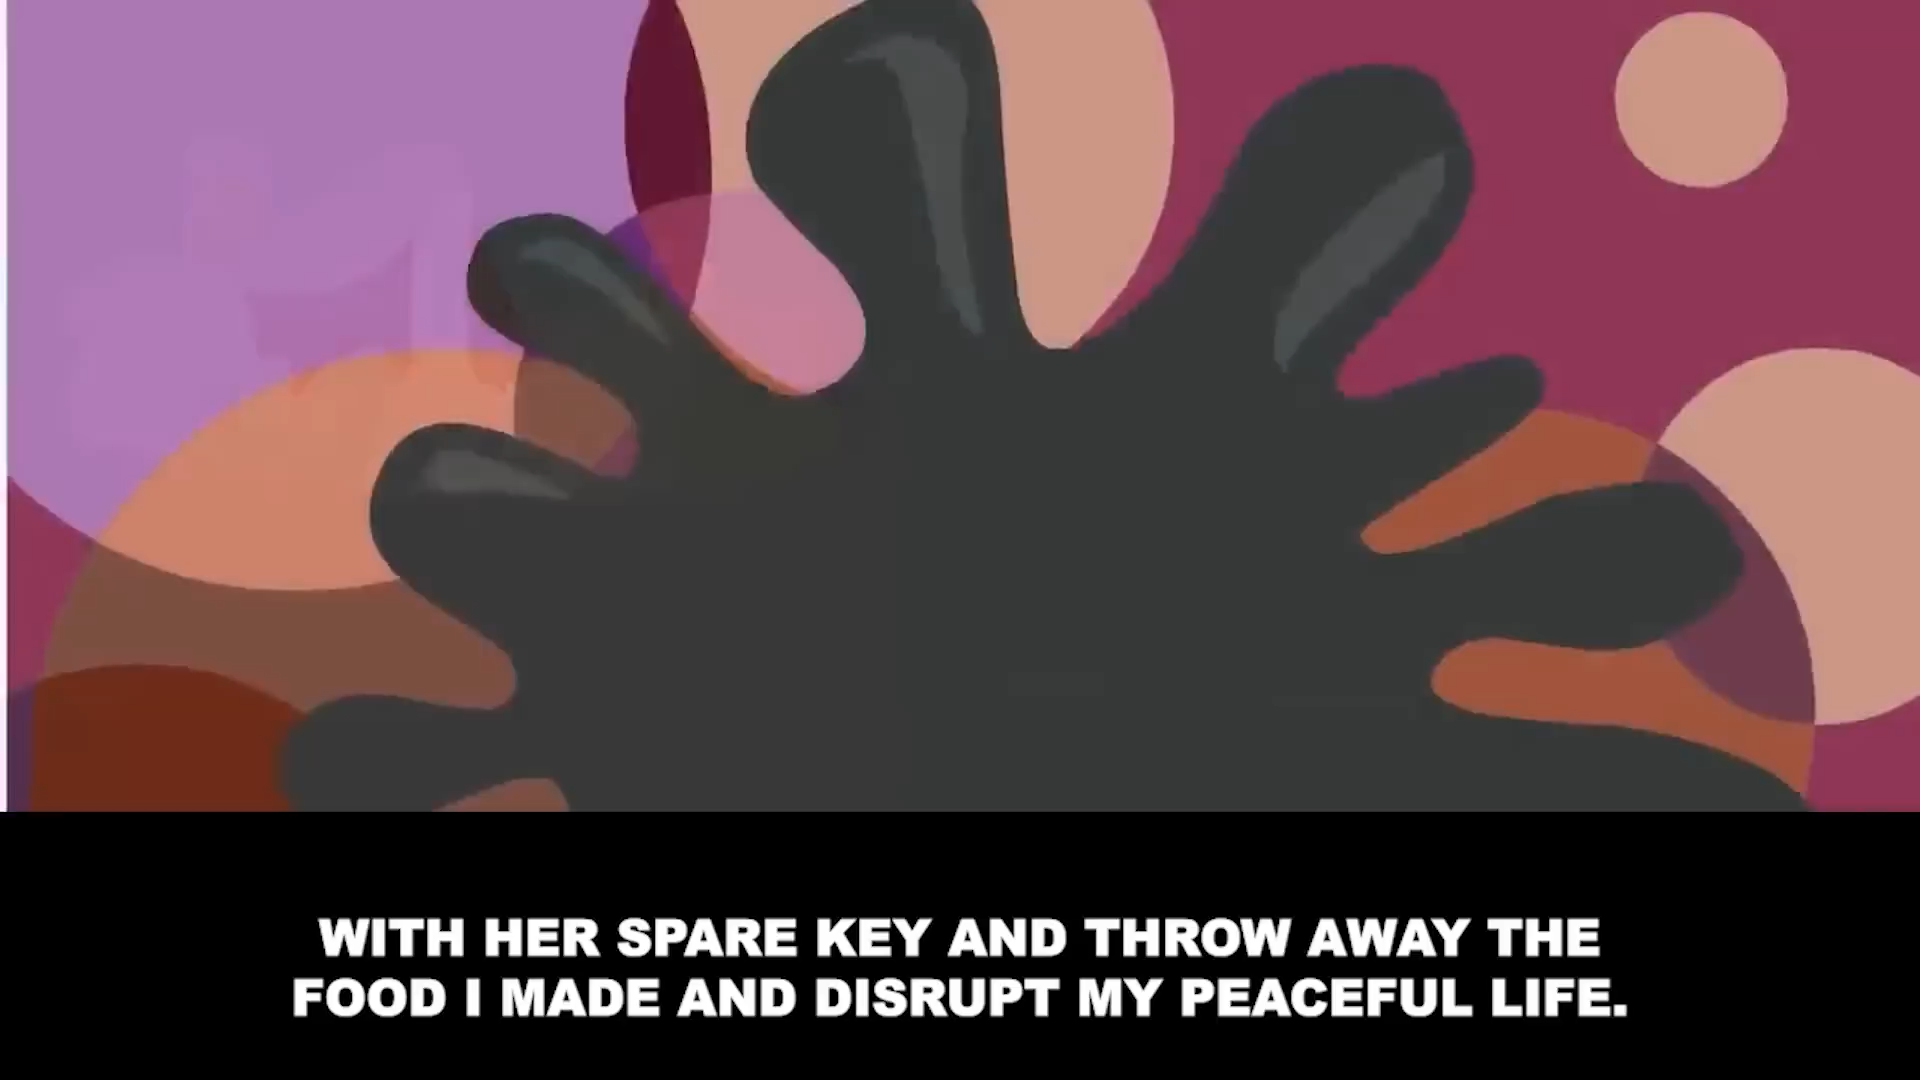 WITH HER SPARE KEY AND THROW AWAY THE
FOOD I MADE AND DISRUPT MY PEACEFUL LIFE.